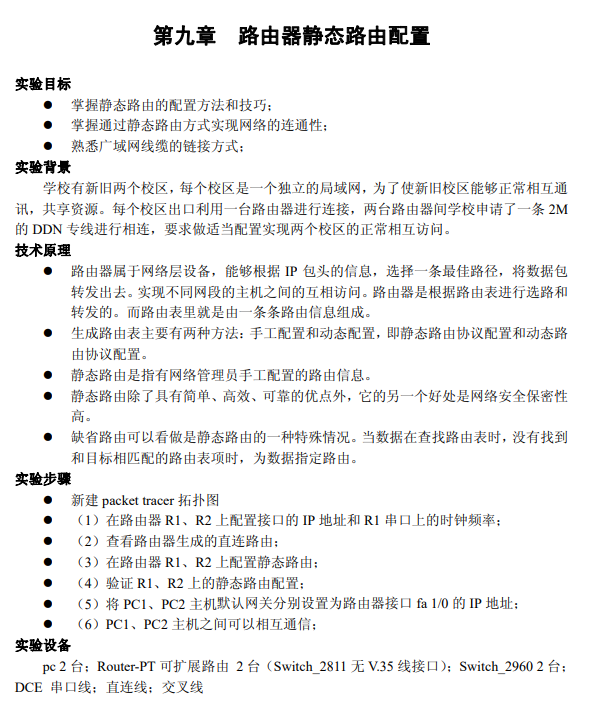 第九章 路由器静态路由配置
实验目标
● 掌握静态路由的配置方法和技巧；
● 掌握通过静态路由方式实现网络的连通性；
● 熟悉广域网线缆的链接方式；
实验背景
学校有新旧两个校区，每个校区是一个独立的局域网，为了使新旧校区能够正常相互通
讯，共享资源。每个校区出口利用一台路由器进行连接，两台路由器间学校申请了一条 2M
的 DDN 专线进行相连，要求做适当配置实现两个校区的正常相互访问。
技术原理
● 路由器属于网络层设备，能够根据 IP 包头的信息，选择一条最佳路径，将数据包
转发出去。实现不同网段的主机之间的互相访问。路由器是根据路由表进行选路和
转发的。而路由表里就是由一条条路由信息组成。
● 生成路由表主要有两种方法：手工配置和动态配置，即静态路由协议配置和动态路
由协议配置。
● 静态路由是指有网络管理员手工配置的路由信息。
● 静态路由除了具有简单、高效、可靠的优点外，它的另一个好处是网络安全保密性
高。
● 缺省路由可以看做是静态路由的一种特殊情况。当数据在查找路由表时，没有找到
和目标相匹配的路由表项时，为数据指定路由。
实验步骤
● 新建 packet tracer 拓扑图
● （1）在路由器 R1、R2 上配置接口的 IP 地址和 R1 串口上的时钟频率；
● （2）查看路由器生成的直连路由；
● （3）在路由器 R1、R2 上配置静态路由；
● （4）验证 R1、R2 上的静态路由配置；
● （5）将 PC1、PC2 主机默认网关分别设置为路由器接口 fa 1/0 的 IP 地址；
● （6）PC1、PC2 主机之间可以相互通信；
实验设备
pc 2 台；Router-PT 可扩展路由 2 台（Switch_2811 无 V.35 线接口）；Switch_2960 2 台；
DCE 串口线；直连线；交叉线